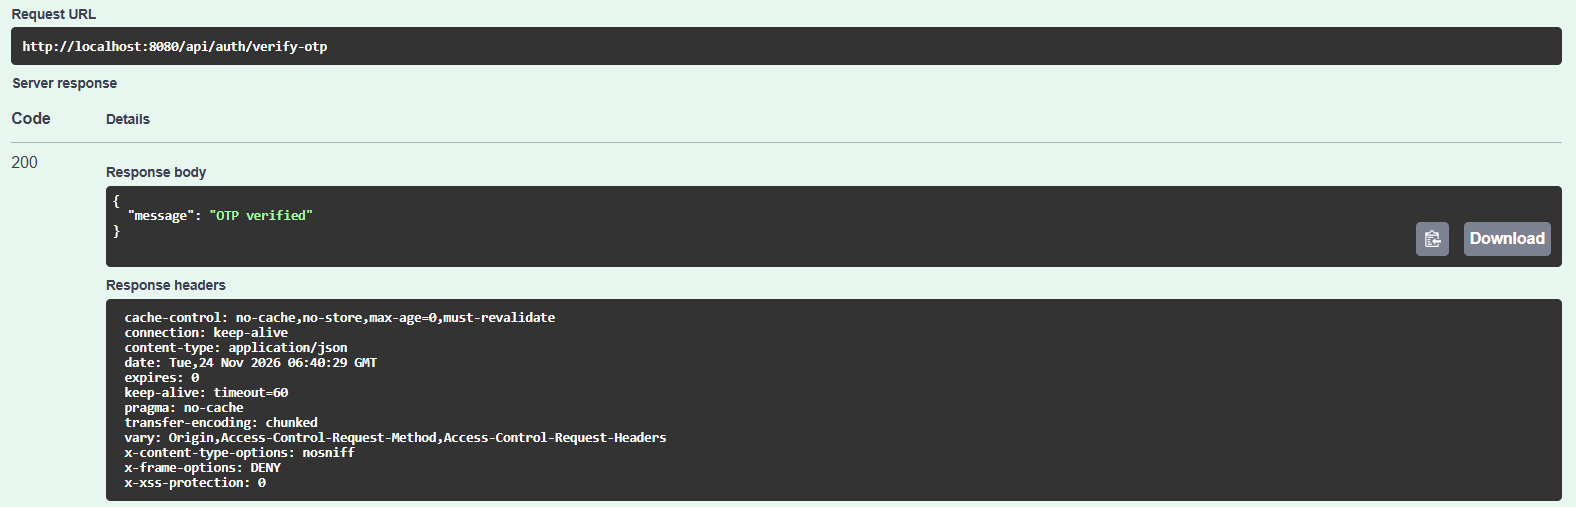 Request URL
http://localhost:8080/api/auth/verify-otp
Server response
Code Details
200
Response body
{
  "message": "OTP verified"
}
Download
Response headers
cache-control: no-cache,no-store,max-age=0,must-revalidate
connection: keep-alive
content-type: application/json
date: Tue,24 Nov 2026 06:40:29 GMT
expires: 0
keep-alive: timeout=60
pragma: no-cache
transfer-encoding: chunked
vary: Origin,Access-Control-Request-Method,Access-Control-Request-Headers
x-content-type-options: nosniff
x-frame-options: DENY
x-xss-protection: 0